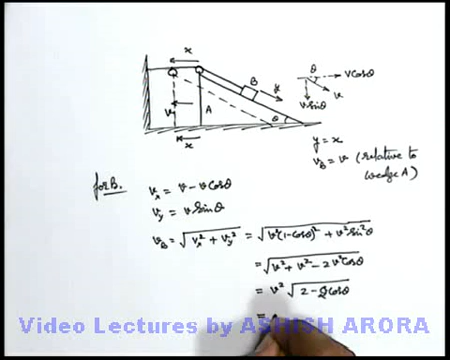 x
B
y
θ
v cosθ
v sinθ
v
v
A
θ
x
y = x
v_B = v (relative to wedge A)
for B.
v_x = v - v cosθ
v_y = v sinθ
v_B = √(v_x² + v_y²) = √(v²(1-cosθ)² + v² sin²θ)
= √(v² + v² - 2v² cosθ)
= v² √(2 - 2cosθ)
=
Video Lectures by ASHISH ARORA